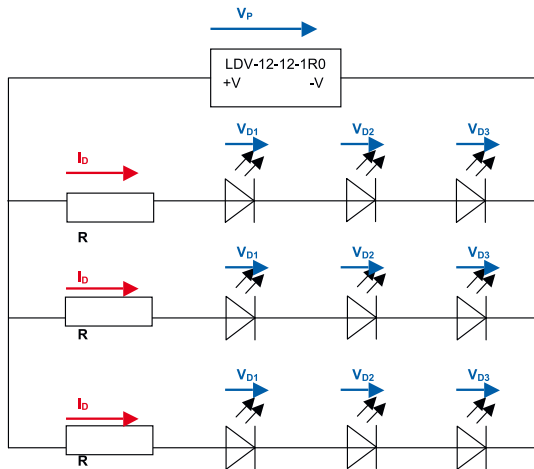 VP
LDV-12-12-1R0
+V -V
VD1 VD2 VD3
ID
R
VD1 VD2 VD3
ID
R
VD1 VD2 VD3
ID
R